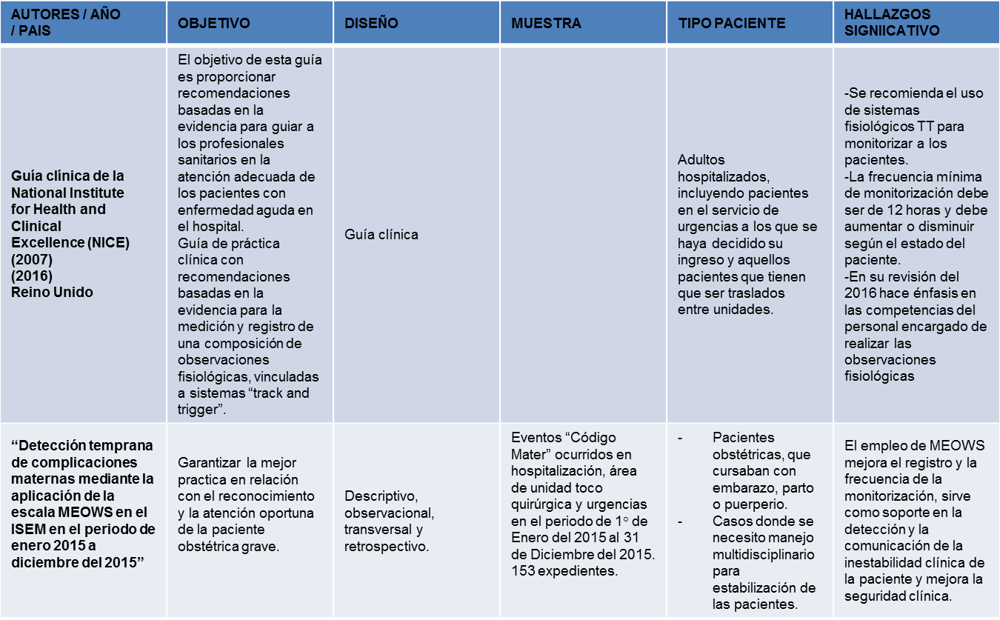 AUTORES / AÑO
/ PAIS
OBJETIVO
DISEÑO
MUESTRA
TIPO PACIENTE
HALLAZGOS
SIGNIICATIVO
Guía clínica de la
National Institute
for Health and
Clinical
Excellence (NICE)
(2007)
(2016)
Reino Unido
El objetivo de esta guía
es proporcionar
recomendaciones
basadas en la
evidencia para guiar a
los profesionales
sanitarios en la
atención adecuada de
los pacientes con
enfermedad aguda en
el hospital.
Guía de práctica
clínica con
recomendaciones
basadas en la
evidencia para la
medición y registro de
una composición de
observaciones
fisiológicas, vinculadas
a sistemas “track and
trigger”.
Guía clínica
Adultos
hospitalizados,
incluyendo pacientes
en el servicio de
urgencias a los que se
haya decidido su
ingreso y aquellos
pacientes que tienen
que ser traslados
entre unidades.
-Se recomienda el uso
de sistemas
fisiológicos TT para
monitorizar a los
pacientes.
-La frecuencia mínima
de monitorización debe
ser de 12 horas y debe
aumentar o disminuir
según el estado del
paciente.
-En su revisión del
2016 hace énfasis en
las competencias del
personal encargado de
realizar las
observaciones
fisiológicas
“Detección temprana
de complicaciones
maternas mediante la
aplicación de la
escala MEOWS en el
ISEM en el periodo de
enero 2015 a
diciembre del 2015”
Garantizar la mejor
practica en relación
con el reconocimiento
y la atención oportuna
de la paciente
obstétrica grave.
Descriptivo,
observacional,
transversal y
retrospectivo.
Eventos “Código
Mater” ocurridos en
hospitalización, área
de unidad toco
quirúrgica y urgencias
en el periodo de 1° de
Enero del 2015 al 31
de Diciembre del 2015.
153 expedientes.
- Pacientes
obstétricas, que
cursaban con
embarazo, parto
o puerperio.
- Casos donde se
necesito manejo
multidisciplinario
para
estabilización de
las pacientes.
El empleo de MEOWS
mejora el registro y la
frecuencia de la
monitorización, sirve
como soporte en la
detección y la
comunicación de la
inestabilidad clínica de
la paciente y mejora la
seguridad clínica.